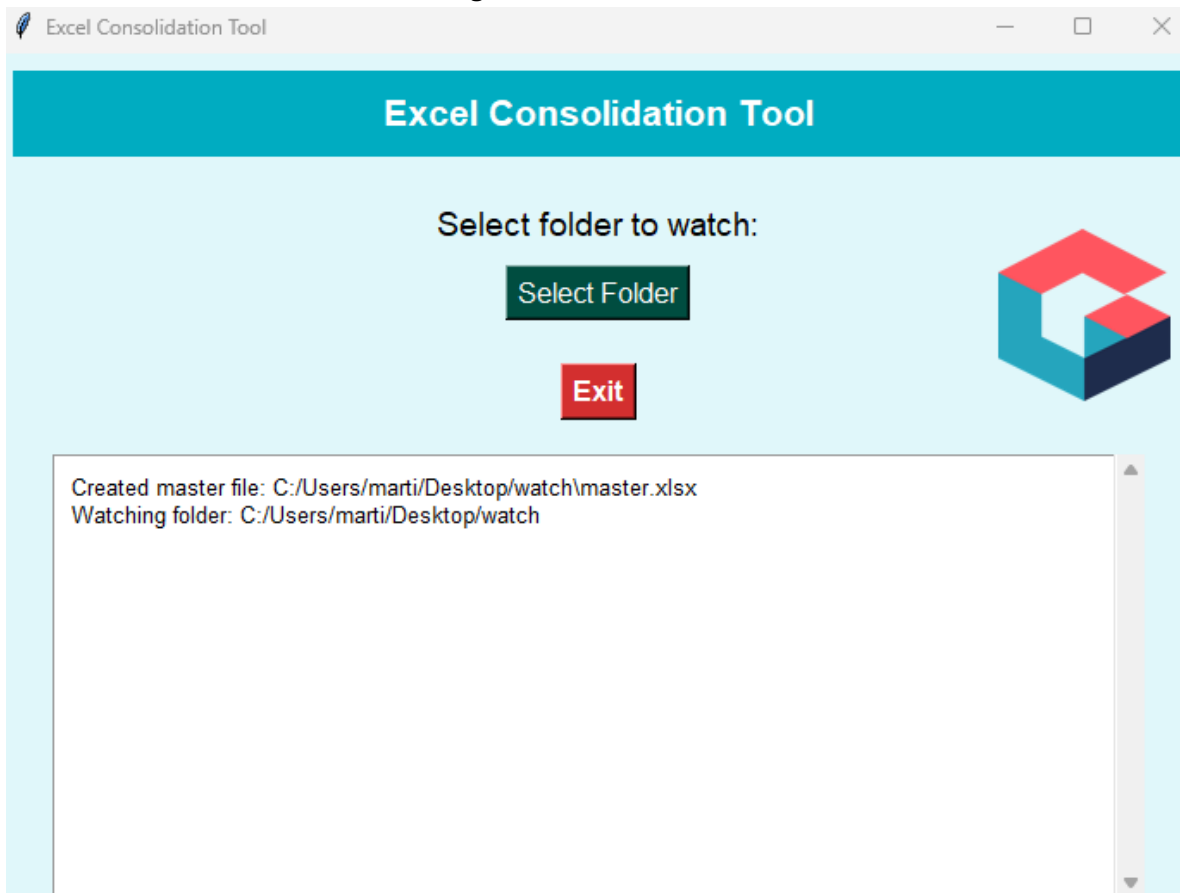 Excel Consolidation Tool
Excel Consolidation Tool
Select folder to watch:
Select Folder
Exit
Created master file: C:/Users/marti/Desktop/watch\master.xlsx
Watching folder: C:/Users/marti/Desktop/watch